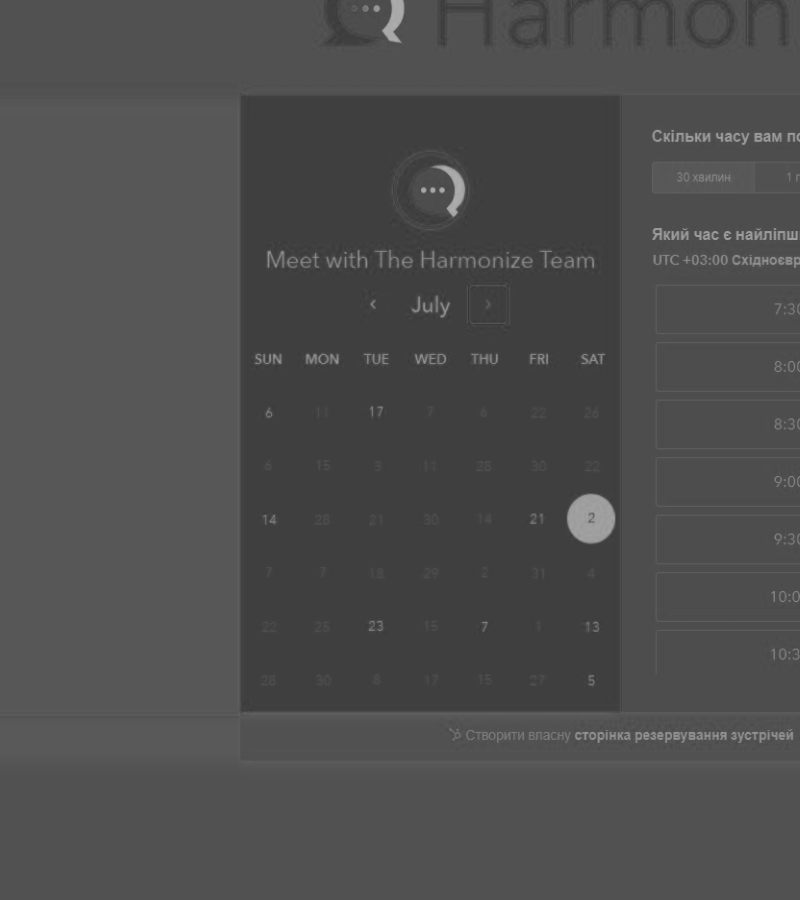 Harmon
Скільки часу вам по
30 хвилин
1 г
Meet with The Harmonize Team
Який час є найліпш
UTC +03:00 Східноєвр
July
7:30
SUN MON TUE WED THU FRI SAT
8:00
6 11 17 7 6 22 26
8:30
6 15 3 11 28 30 22
9:00
14 28 21 30 14 21 2
9:30
7 7 18 29 2 31 4
10:0
22 25 23 15 7 13
10:3
28 30 8 17 15 27 5
Створити власну сторінка резервування зустрічей